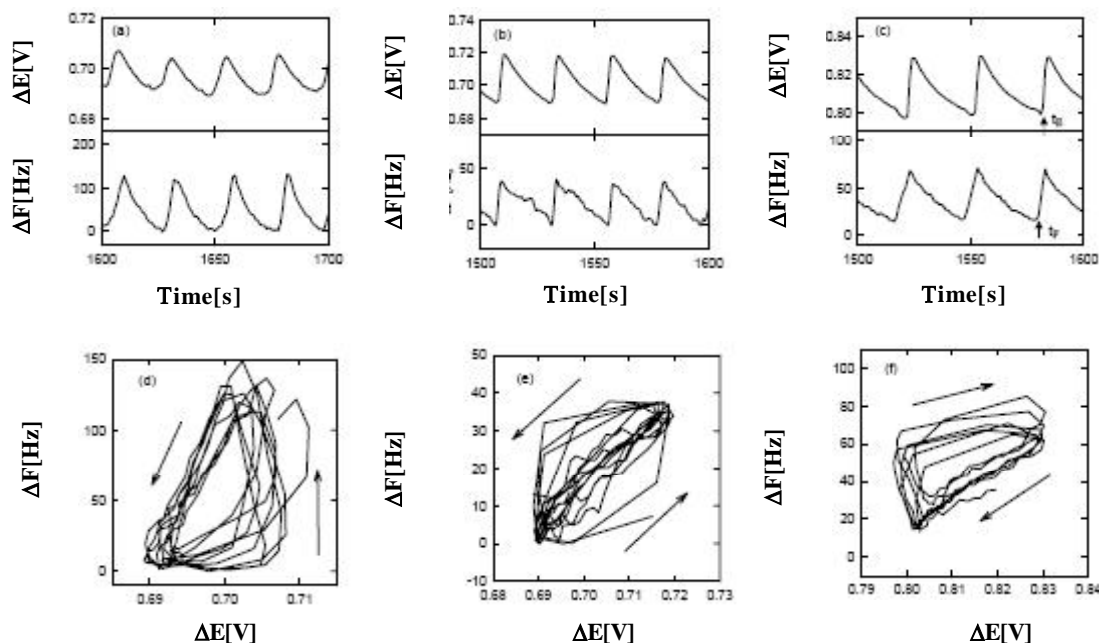 0.72 (a) 0.74 (b) 0.84 (c)
ΔE[V] 0.70 ΔE[V] 0.72 ΔE[V] 0.82
0.70
0.68 0.68 0.80
200 100
ΔF[Hz] 100 ΔF[Hz] 50 ΔF[Hz] 50
0 0 0
1600 1650 1700 1500 1550 1600 1500 1550 1600
Time[s] Time[s] Time[s]
150 (d) 50 (e) (f)
40 100
100 30 80
ΔF[Hz] ΔF[Hz] 20 ΔF[Hz] 60
50 10 40
0 20
0 -10 0
0.69 0.70 0.71 0.68 0.69 0.70 0.71 0.72 0.73 0.79 0.80 0.81 0.82 0.83 0.84
ΔE[V] ΔE[V] ΔE[V]